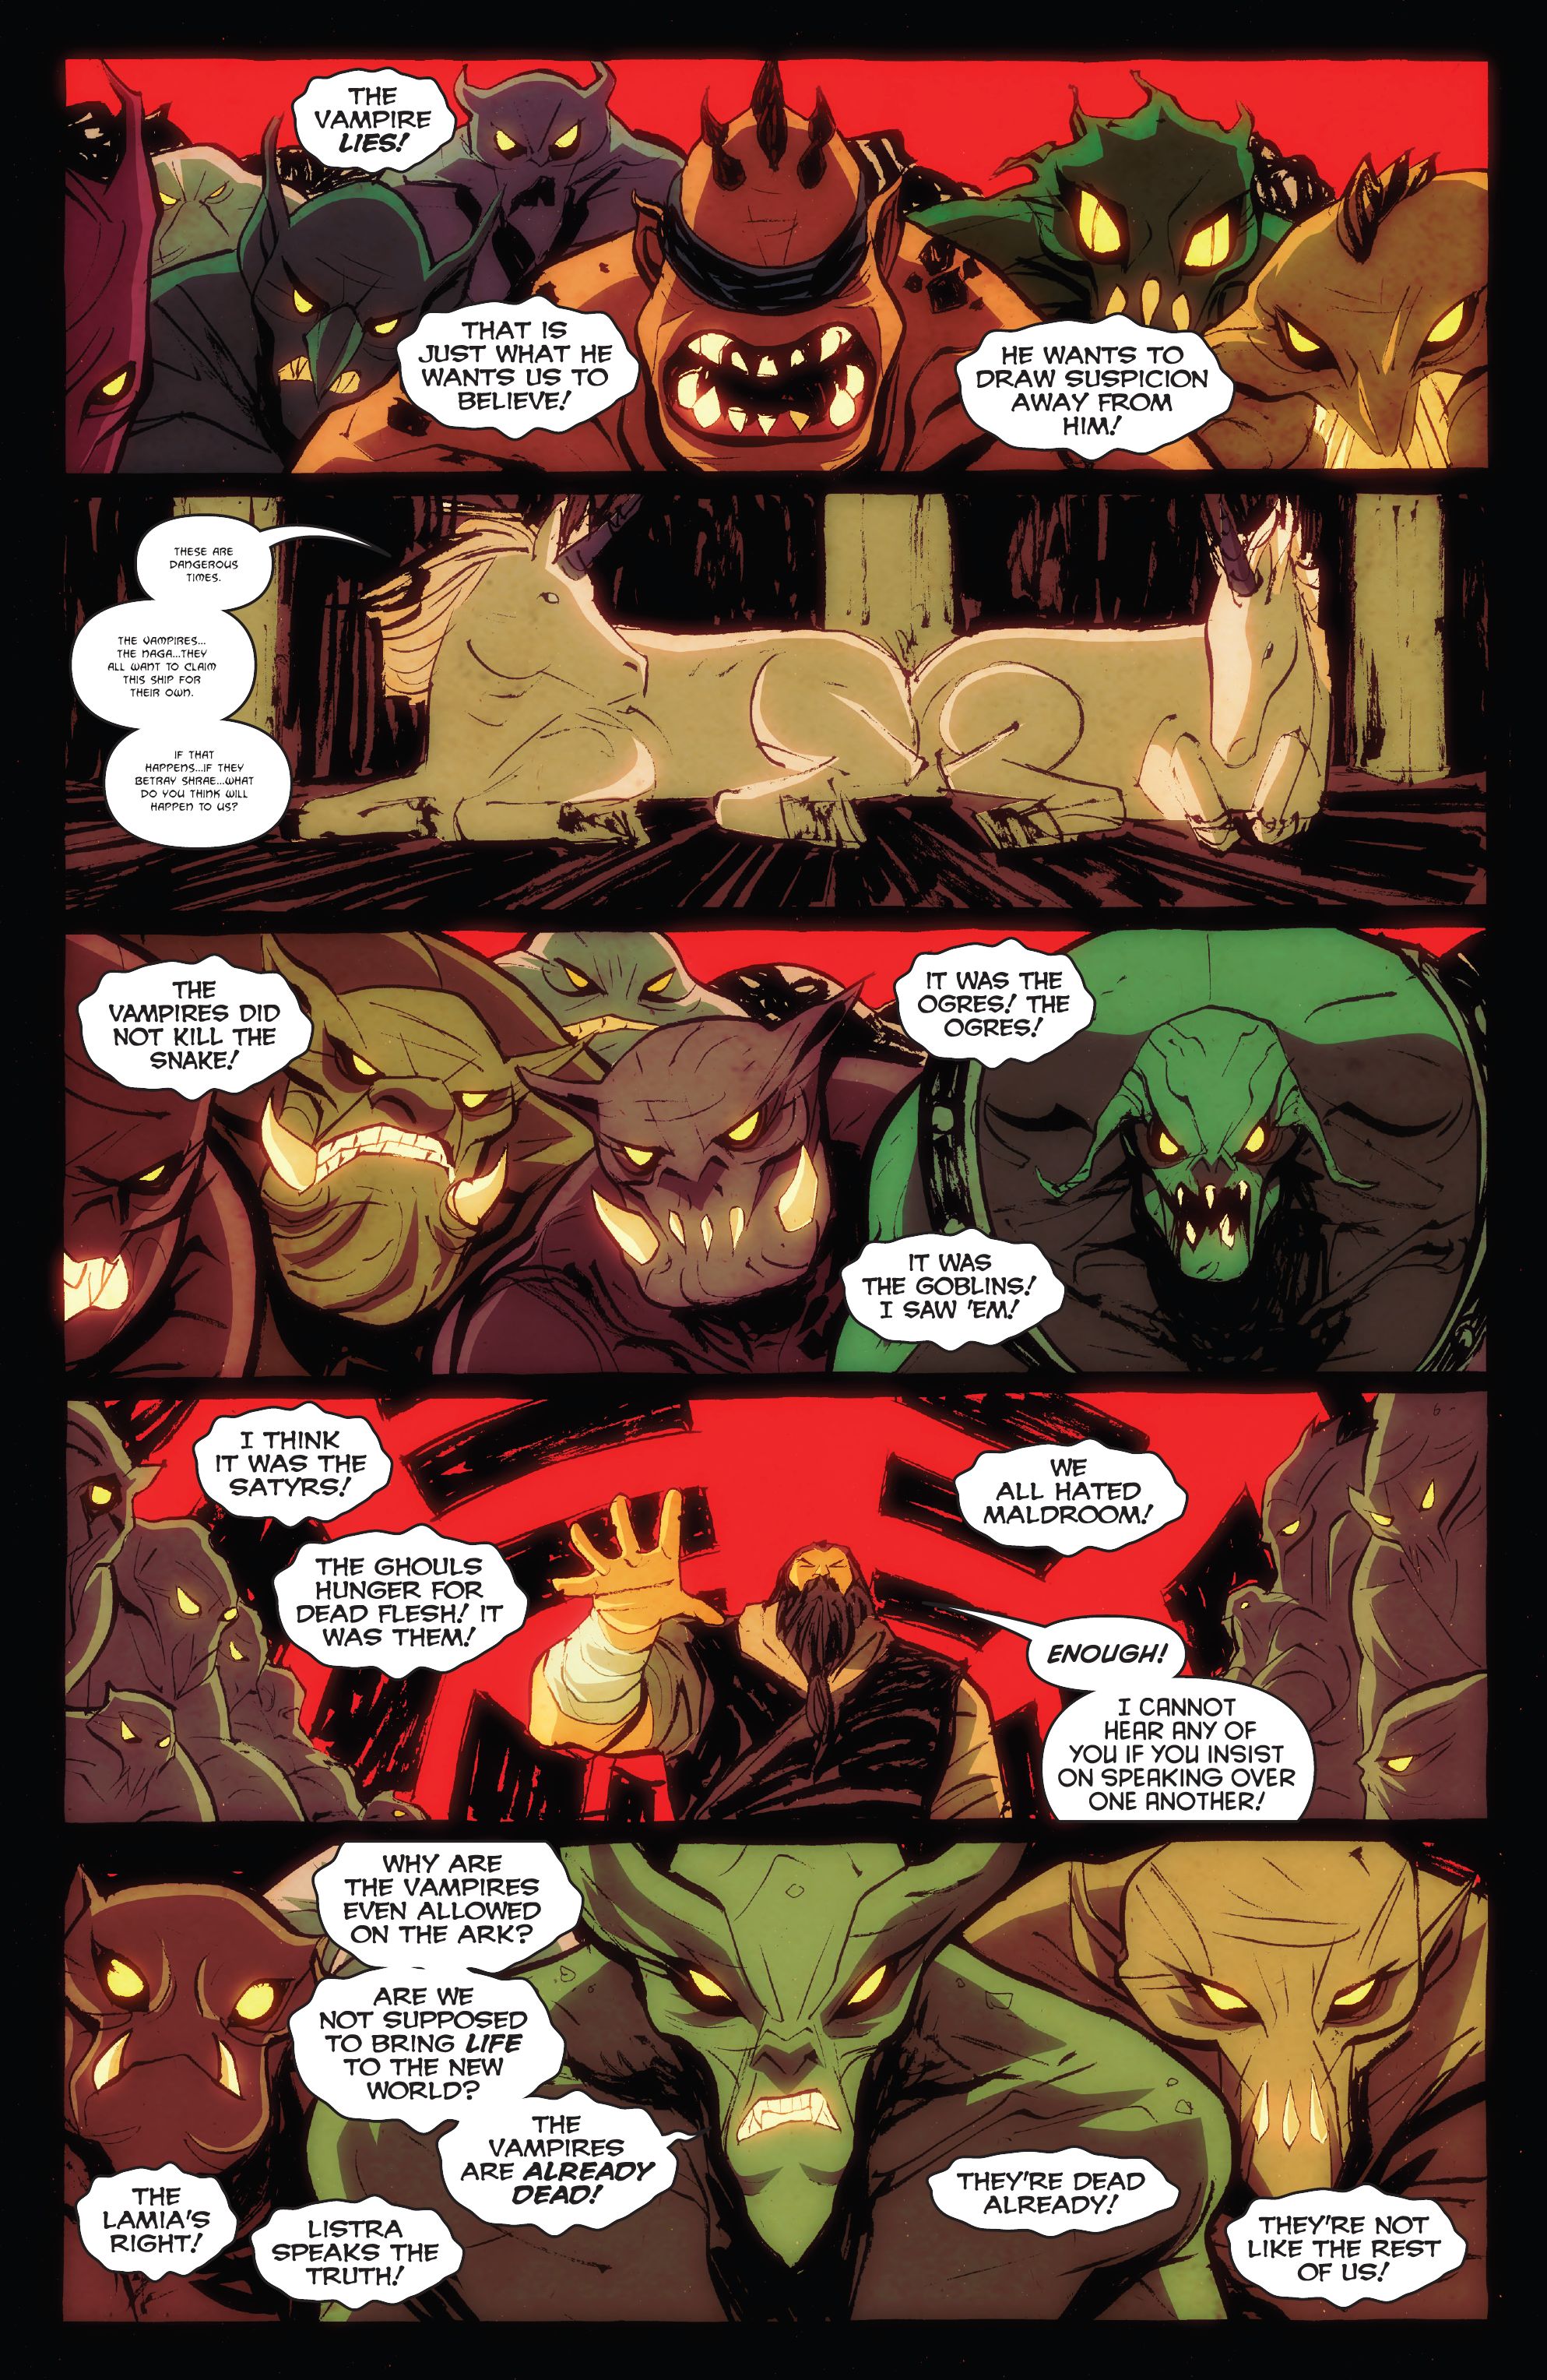 THE
VAMPIRE
LIES!
THAT IS
JUST WHAT HE
WANTS US TO
BELIEVE!
HE WANTS TO
DRAW SUSPICION
AWAY FROM
HIM!
THESE ARE
DANGEROUS
TIMES.
THE VAMPIRES...
THE NAGA...THEY
ALL WANT TO CLAIM
THIS SHIP FOR
THEIR OWN.
IF THAT
HAPPENS...IF THEY
BETRAY SHRAE...WHAT
DO YOU THINK WILL
HAPPEN TO US?
THE
VAMPIRES DID
NOT KILL THE
SNAKE!
IT WAS THE
OGRES! THE
OGRES!
IT WAS
THE GOBLINS!
I SAW 'EM!
I THINK
IT WAS THE
SATYRS!
THE GHOULS
HUNGER FOR
DEAD FLESH! IT
WAS THEM!
WE
ALL HATED
MALDROOM!
ENOUGH!
I CANNOT
HEAR ANY OF
YOU IF YOU INSIST
ON SPEAKING OVER
ONE ANOTHER!
WHY ARE
THE VAMPIRES
EVEN ALLOWED
ON THE ARK?
ARE WE
NOT SUPPOSED
TO BRING LIFE
TO THE NEW
WORLD?
THE
VAMPIRES
ARE ALREADY
DEAD!
THE
LAMIA'S
RIGHT!
LISTRA
SPEAKS THE
TRUTH!
THEY'RE DEAD
ALREADY!
THEY'RE NOT
LIKE THE REST
OF US!